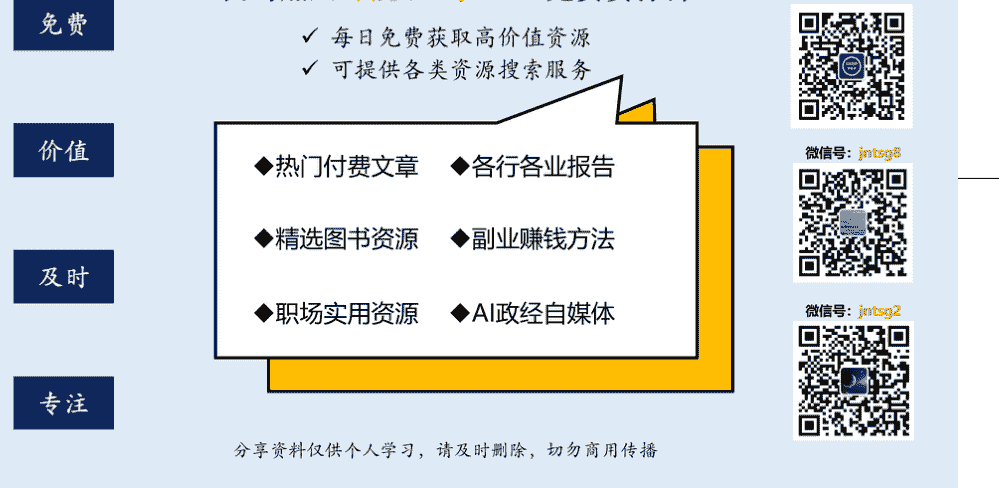 免费
✓ 每日免费获取高价值资源
✓ 可提供各类资源搜索服务
价值
◆热门付费文章 ◆各行各业报告
◆精选图书资源 ◆副业赚钱方法
◆职场实用资源 ◆AI政经自媒体
及时
专注
微信号：jntsg8
微信号：jntsg2
分享资料仅供个人学习，请及时删除，切勿商用传播